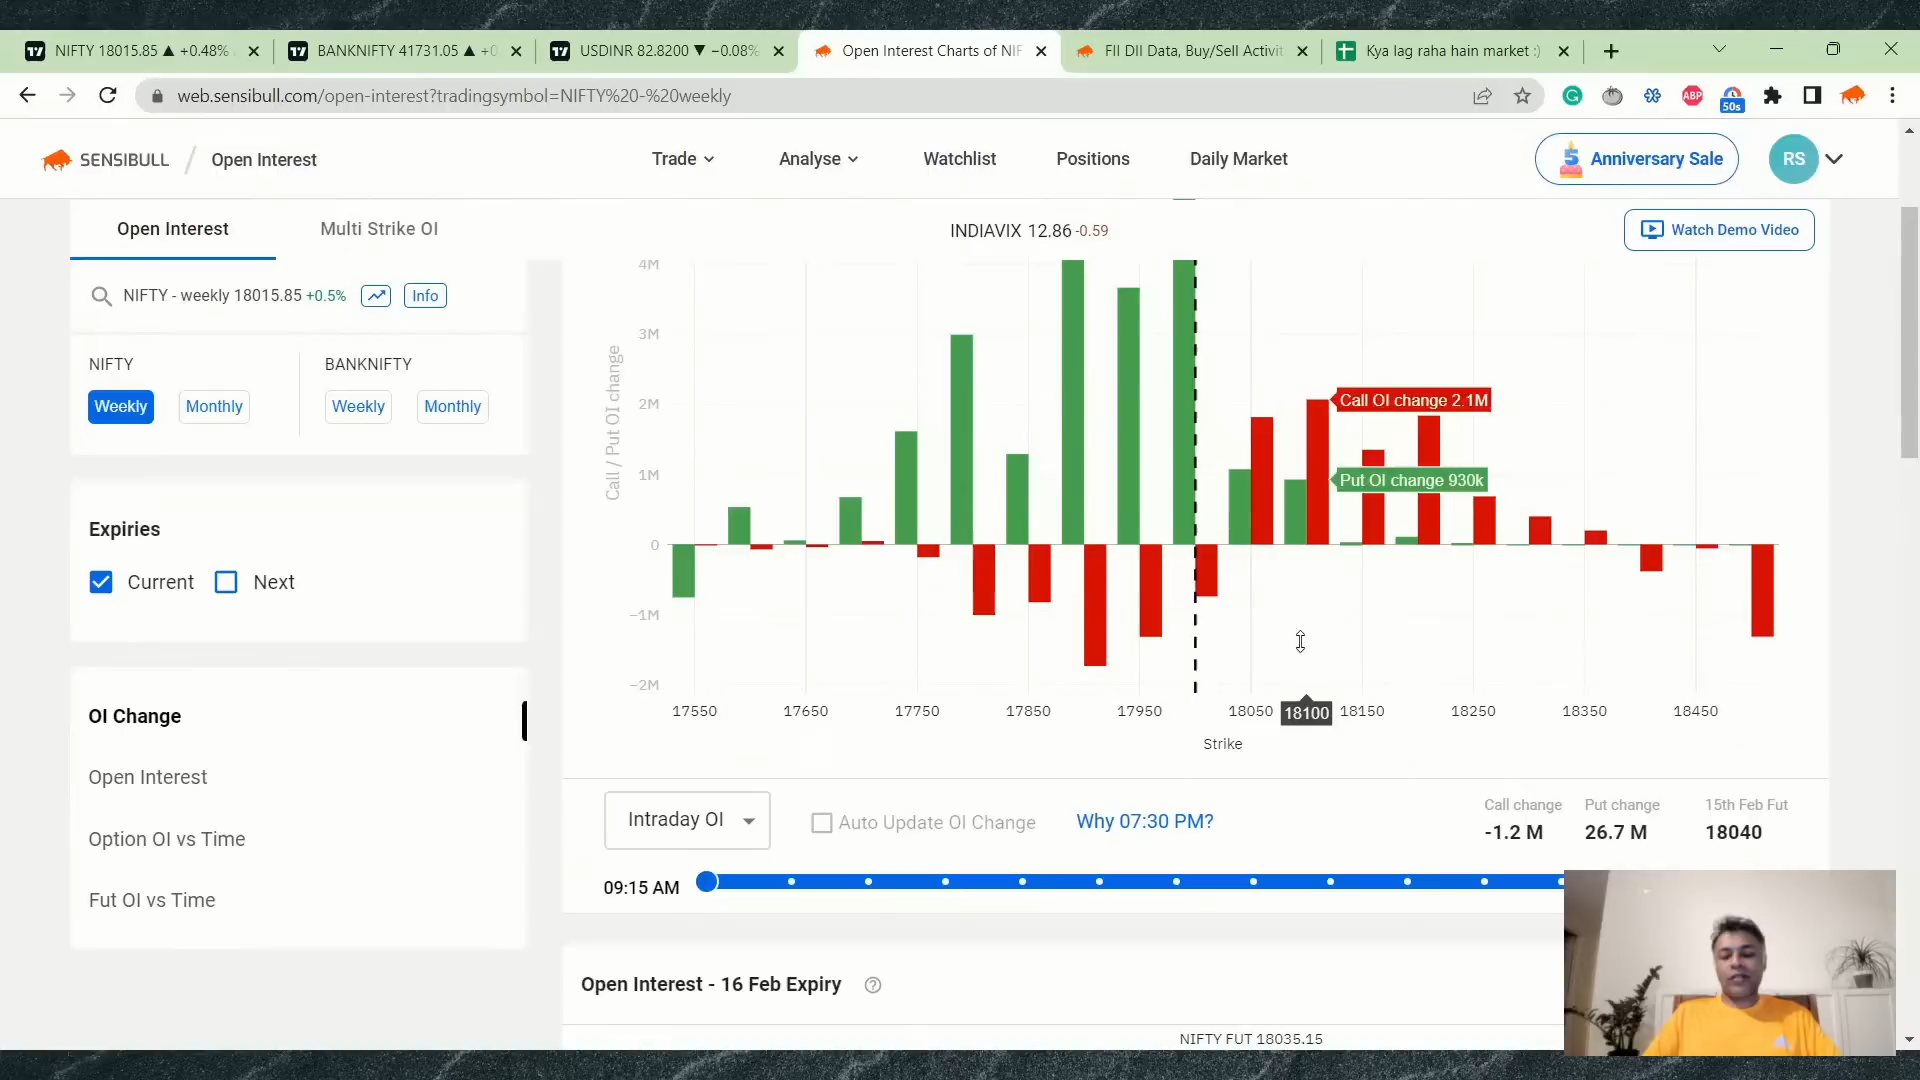 NIFTY 18015.85 ▲ +0.48%
BANKNIFTY 41731.05 ▲ +0
USDINR 82.8200 ▼ −0.08%
Open Interest Charts of NIF
FII DII Data, Buy/Sell Activit
Kya lag raha hain market :)
web.sensibull.com/open-interest?tradingsymbol=NIFTY%20-%20weekly
ABP
50s
SENSIBULL / Open Interest
Trade
Analyse
Watchlist
Positions
Daily Market
5 Anniversary Sale
RS
Open Interest
Multi Strike OI
INDIAVIX 12.86 -0.59
Watch Demo Video
NIFTY - weekly 18015.85 +0.5%
Info
NIFTY
BANKNIFTY
Weekly
Monthly
Weekly
Monthly
Expiries
Current
Next
OI Change
Open Interest
Option OI vs Time
Fut OI vs Time
Call / Put OI change
4M
3M
2M
1M
0
−1M
−2M
Call OI change 2.1M
Put OI change 930k
17550
17650
17750
17850
17950
18050
18100
18150
18250
18350
18450
Strike
Intraday OI
Auto Update OI Change
Why 07:30 PM?
Call change
Put change
15th Feb Fut
-1.2 M
26.7 M
18040
09:15 AM
Open Interest - 16 Feb Expiry
NIFTY FUT 18035.15